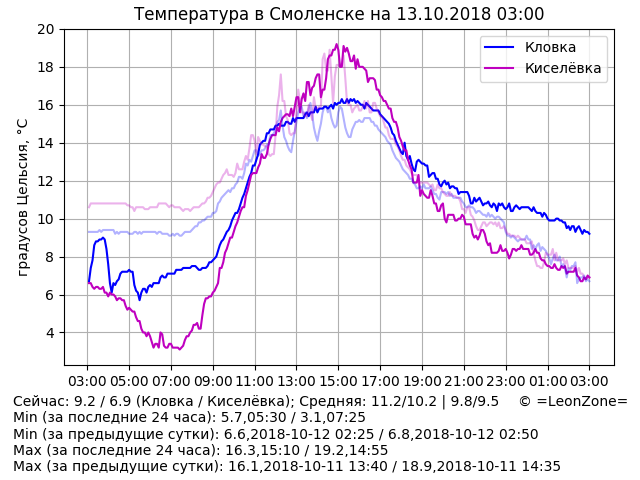 Температура в Смоленске на 13.10.2018 03:00
Кловка
Киселёвка
градусов Цельсия, °C
20
18
16
14
12
10
8
6
4
03:00 05:00 07:00 09:00 11:00 13:00 15:00 17:00 19:00 21:00 23:00 01:00 03:00
Сейчас: 9.2 / 6.9 (Кловка / Киселёвка); Средняя: 11.2/10.2 | 9.8/9.5 © =LeonZone=
Min (за последние 24 часа): 5.7,05:30 / 3.1,07:25
Min (за предыдущие сутки): 6.6,2018-10-12 02:25 / 6.8,2018-10-12 02:50
Max (за последние 24 часа): 16.3,15:10 / 19.2,14:55
Max (за предыдущие сутки): 16.1,2018-10-11 13:40 / 18.9,2018-10-11 14:35